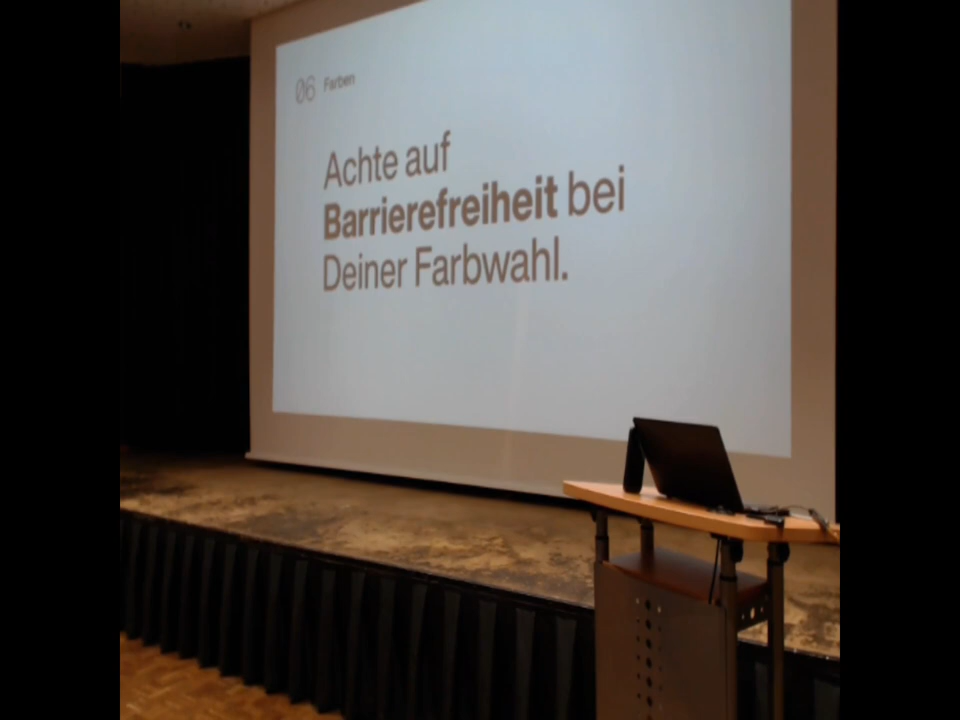 06 Farben
Achte auf
Barrierefreiheit bei
Deiner Farbwahl.